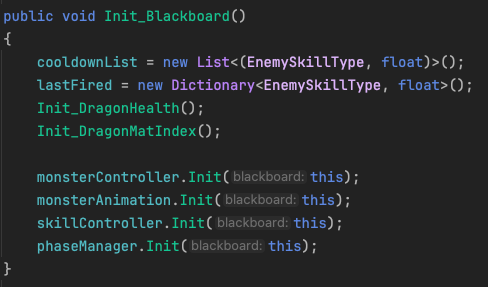 public void Init_Blackboard()
{
cooldownList = new List<(EnemySkillType, float)>();
lastFired = new Dictionary<EnemySkillType, float>();
Init_DragonHealth();
Init_DragonMatIndex();
monsterController.Init( blackboard: this);
monsterAnimation.Init( blackboard: this);
skillController.Init( blackboard: this);
phaseManager.Init( blackboard: this);
}